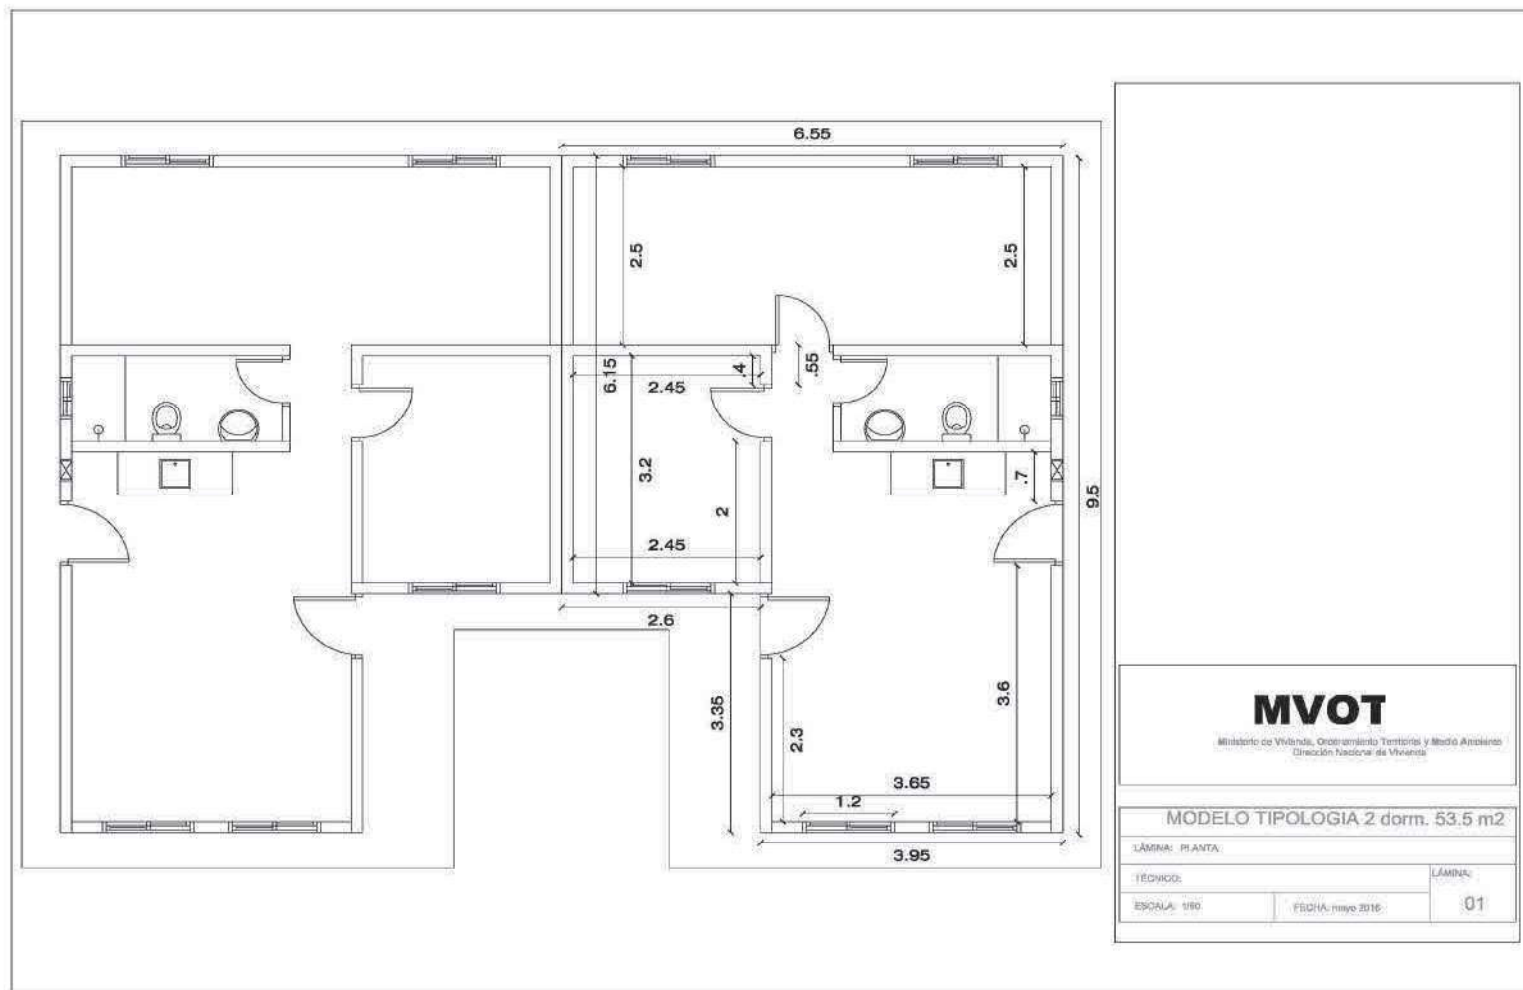 6.55
2.5
2.5
6.15
.4
.55
2.45
3.2
2
.7
9.5
2.45
2.6
3.35
2.3
3.6
3.65
1.2
3.95
MVOT
Ministerio de Vivienda, Ordenamiento Territorial y Medio Ambiente
Dirección Nacional de Vivienda
MODELO TIPOLOGIA 2 dorm. 53.5 m2
LÁMINA: PLANTA
TÉCNICO:
LÁMINA:
ESCALA:
FECHA: mayo 2016
01